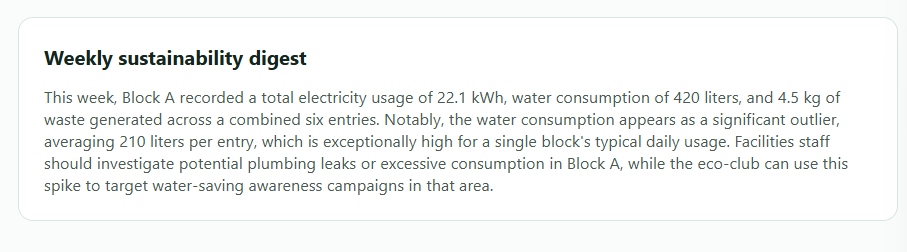 Weekly sustainability digest
This week, Block A recorded a total electricity usage of 22.1 kWh, water consumption of 420 liters, and 4.5 kg of
waste generated across a combined six entries. Notably, the water consumption appears as a significant outlier,
averaging 210 liters per entry, which is exceptionally high for a single block's typical daily usage. Facilities staff
should investigate potential plumbing leaks or excessive consumption in Block A, while the eco-club can use this
spike to target water-saving awareness campaigns in that area.